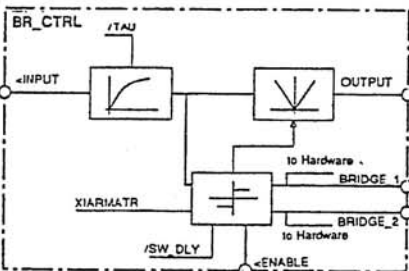 BR_CTRL
/TAU
<INPUT
OUTPUT
to Hardware
BRIDGE_1
XIARMATR
BRIDGE_2
to Hardware
/SW_DLY
<ENABLE